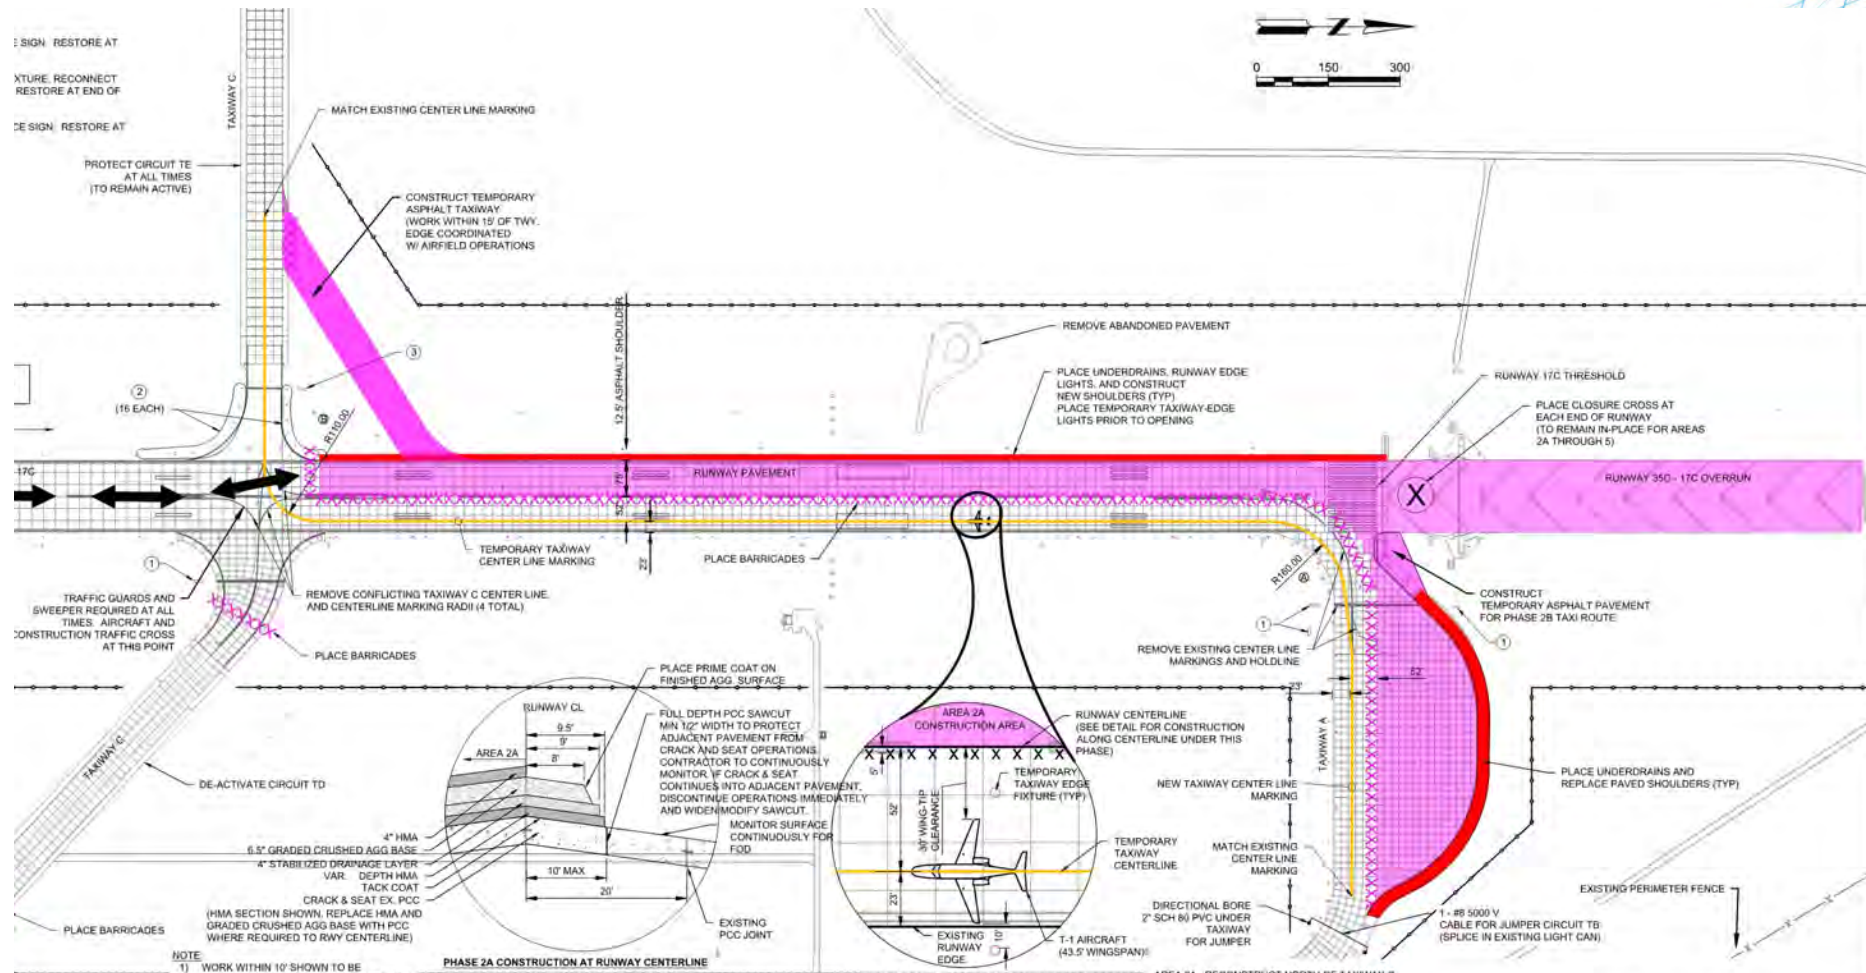 E SIGN. RESTORE AT
XTURE, RECONNECT
RESTORE AT END OF
CE SIGN. RESTORE AT
TAXIWAY C
PROTECT CIRCUIT TE
AT ALL TIMES
(TO REMAIN ACTIVE)
MATCH EXISTING CENTER LINE MARKING
CONSTRUCT TEMPORARY
ASPHALT TAXIWAY
(WORK WITHIN 15' OF TWY.
EDGE COORDINATED
W/ AIRFIELD OPERATIONS
Z
0 150 300
2
(16 EACH)
3
@
R110.00
12.5' ASPHALT SHOULDER
REMOVE ABANDONED PAVEMENT
PLACE UNDERDRAINS, RUNWAY EDGE
LIGHTS, AND CONSTRUCT
NEW SHOULDERS (TYP)
PLACE TEMPORARY TAXIWAY-EDGE
LIGHTS PRIOR TO OPENING
RUNWAY 17C THRESHOLD
PLACE CLOSURE CROSS AT
EACH END OF RUNWAY
(TO REMAIN IN-PLACE FOR AREAS
2A THROUGH 5)
-17C
RUNWAY PAVEMENT
75'
52'
23'
X
RUNWAY 35C - 17C OVERRUN
TEMPORARY TAXIWAY
CENTER LINE MARKING
PLACE BARRICADES
1
TRAFFIC GUARDS AND
SWEEPER REQUIRED AT ALL
TIMES. AIRCRAFT AND
CONSTRUCTION TRAFFIC CROSS
AT THIS POINT
REMOVE CONFLICTING TAXIWAY C CENTER LINE,
AND CENTERLINE MARKING RADII (4 TOTAL)
PLACE BARRICADES
R160.00
@
CONSTRUCT
TEMPORARY ASPHALT PAVEMENT
FOR PHASE 2B TAXI ROUTE
1
1
REMOVE EXISTING CENTER LINE
MARKINGS AND HOLDLINE
23'
52'
TAXIWAY A
TAXIWAY C
DE-ACTIVATE CIRCUIT TD
PLACE BARRICADES
RUNWAY CL
9.5'
9'
8'
AREA 2A
PLACE PRIME COAT ON
FINISHED AGG. SURFACE
FULL DEPTH PCC SAWCUT
MIN 1/2" WIDTH TO PROTECT
ADJACENT PAVEMENT FROM
CRACK AND SEAT OPERATIONS.
CONTRACTOR TO CONTINUOUSLY
MONITOR. IF CRACK & SEAT
CONTINUES INTO ADJACENT PAVEMENT,
DISCONTINUE OPERATIONS IMMEDIATELY
AND WIDEN/MODIFY SAWCUT.
MONITOR SURFACE
CONTINUOUSLY FOR
FOD
4" HMA
6.5" GRADED CRUSHED AGG BASE
4" STABILIZED DRAINAGE LAYER
VAR. DEPTH HMA
TACK COAT
CRACK & SEAT EX. PCC
(HMA SECTION SHOWN. REPLACE HMA AND
GRADED CRUSHED AGG BASE WITH PCC
WHERE REQUIRED TO RWY CENTERLINE)
10' MAX
20'
EXISTING
PCC JOINT
PHASE 2A CONSTRUCTION AT RUNWAY CENTERLINE
NOTE
1) WORK WITHIN 10' SHOWN TO BE
AREA 2A
CONSTRUCTION AREA
RUNWAY CENTERLINE
(SEE DETAIL FOR CONSTRUCTION
ALONG CENTERLINE UNDER THIS
PHASE)
5'
52'
23'
30' WING-TIP
CLEARANCE
TEMPORARY
TAXIWAY EDGE
FIXTURE (TYP)
TEMPORARY
TAXIWAY
CENTERLINE
EXISTING
RUNWAY
EDGE
10'
T-1 AIRCRAFT
(43.5' WINGSPAN)
NEW TAXIWAY CENTER LINE
MARKING
MATCH EXISTING
CENTER LINE
MARKING
DIRECTIONAL BORE
2" SCH 80 PVC UNDER
TAXIWAY
FOR JUMPER
PLACE UNDERDRAINS AND
REPLACE PAVED SHOULDERS (TYP)
1 - #8 5000 V
CABLE FOR JUMPER CIRCUIT TB
(SPLICE IN EXISTING LIGHT CAN)
EXISTING PERIMETER FENCE